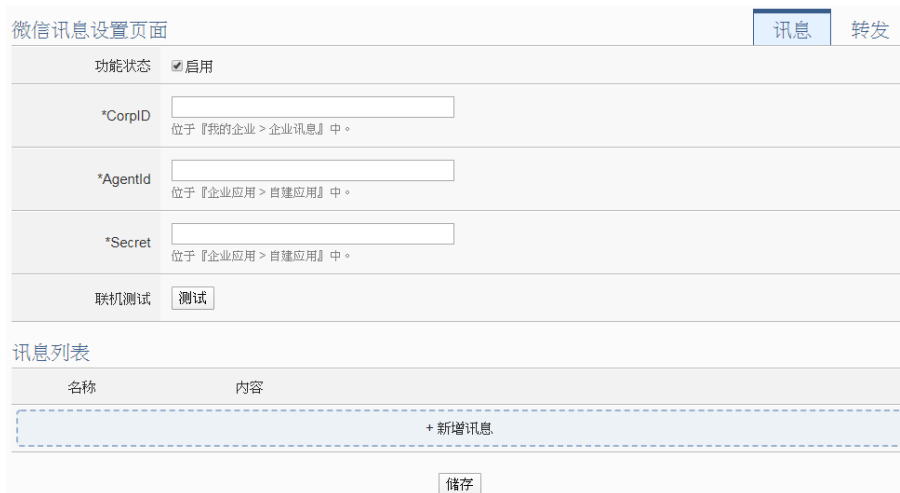 微信讯息设置页面 讯息 转发
功能状态 启用
*CorpID
位于『我的企业 > 企业讯息』中。
*AgentId
位于『企业应用 > 自建应用』中。
*Secret
位于『企业应用 > 自建应用』中。
联机测试 测试
讯息列表
名称 内容
+ 新增讯息
储存